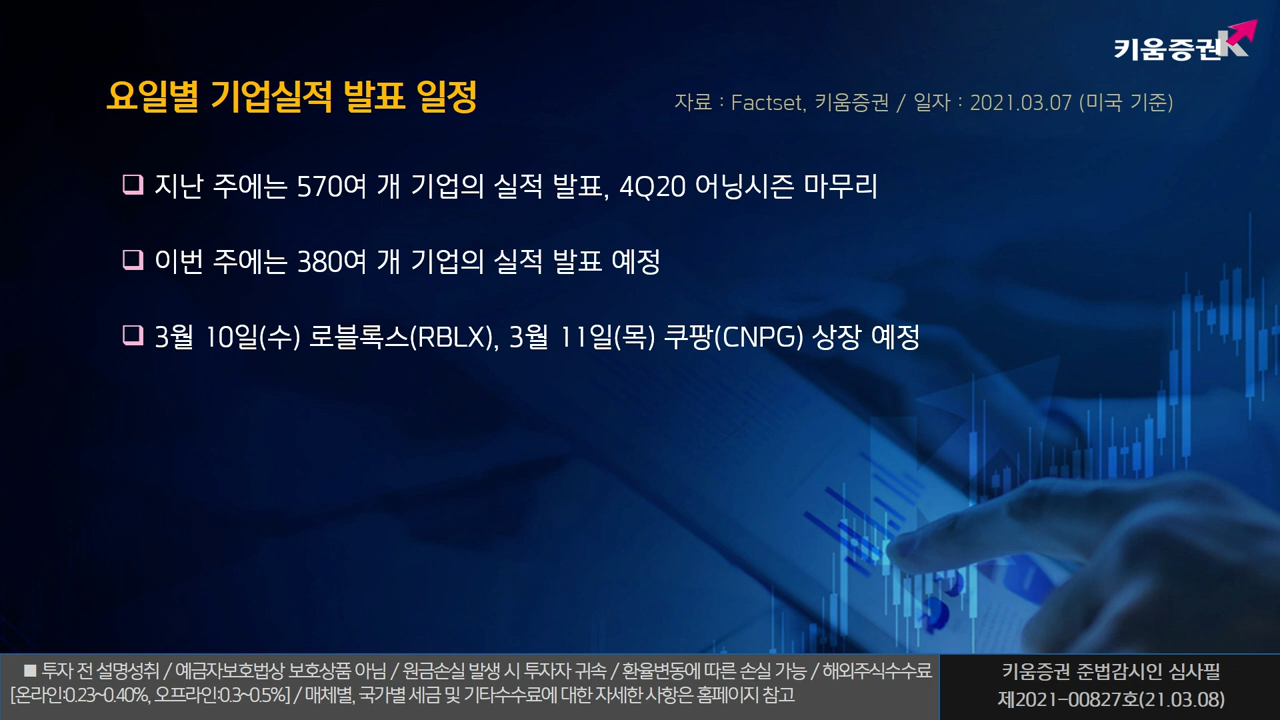 키움증권
요일별 기업실적 발표 일정
자료 : Factset, 키움증권 / 일자 : 2021.03.07 (미국 기준)
❑ 지난 주에는 570여 개 기업의 실적 발표, 4Q20 어닝시즌 마무리
❑ 이번 주에는 380여 개 기업의 실적 발표 예정
❑ 3월 10일(수) 로블록스(RBLX), 3월 11일(목) 쿠팡(CNPG) 상장 예정
■ 투자 전 설명성취 / 예금자보호법상 보호상품 아님 / 원금손실 발생 시 투자자 귀속 / 환율변동에 따른 손실 가능 / 해외주식수수료
[온라인:0.23~0.40%, 오프라인:0.3~0.5%] / 매체별, 국가별 세금 및 기타수수료에 대한 자세한 사항은 홈페이지 참고
키움증권 준법감시인 심사필
제2021-00827호(21.03.08)